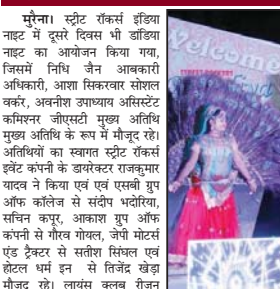 मुरैना। स्ट्रीट रॉकर्स इंडिया
नाइट में दूसरे दिवस भी डांडिया
नाइट का आयोजन किया गया,
जिसमें निधि जैन आबकारी
अधिकारी, आशा सिकरवार सोशल
वर्कर, अवनीश उपाध्याय असिस्टेंट
कमिश्नर जीएसटी मुख्य अतिथि
मुख्य अतिथि के रूप में मौजूद रहे।
अतिथियों का स्वागत स्ट्रीट रॉकर्स
इवेंट कंपनी के डायरेक्टर राजकुमार
यादव ने किया एवं एवं एसबी ग्रुप
ऑफ कॉलेज से संदीप भदोरिया,
सचिन कपूर, आकाश ग्रुप ऑफ
कंपनी से गौरव गोयल, जेपी मोटर्स
एंड ट्रैक्टर से सतीश सिंघल एवं
होटल धर्म इन से तिजेंद्र खेड़ा
मौजूद रहे। लायंस क्लब रीजन
Welcome